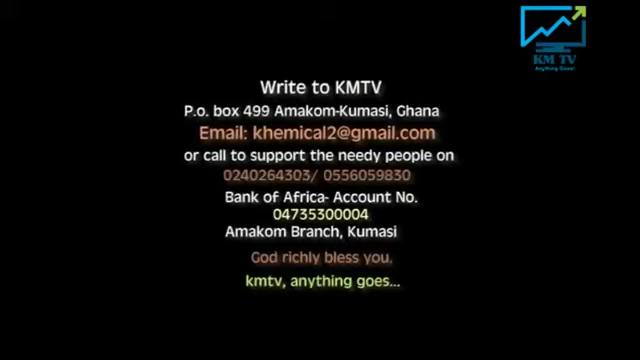 KM TV
Anything Goes!
Write to KMTV
P.o. box 499 Amakom-Kumasi, Ghana
Email: khemical2@gmail.com
or call to support the needy people on
0240264303/ 0556059830
Bank of Africa- Account No.
04735300004
Amakom Branch, Kumasi
God richly bless you.
kmtv, anything goes...